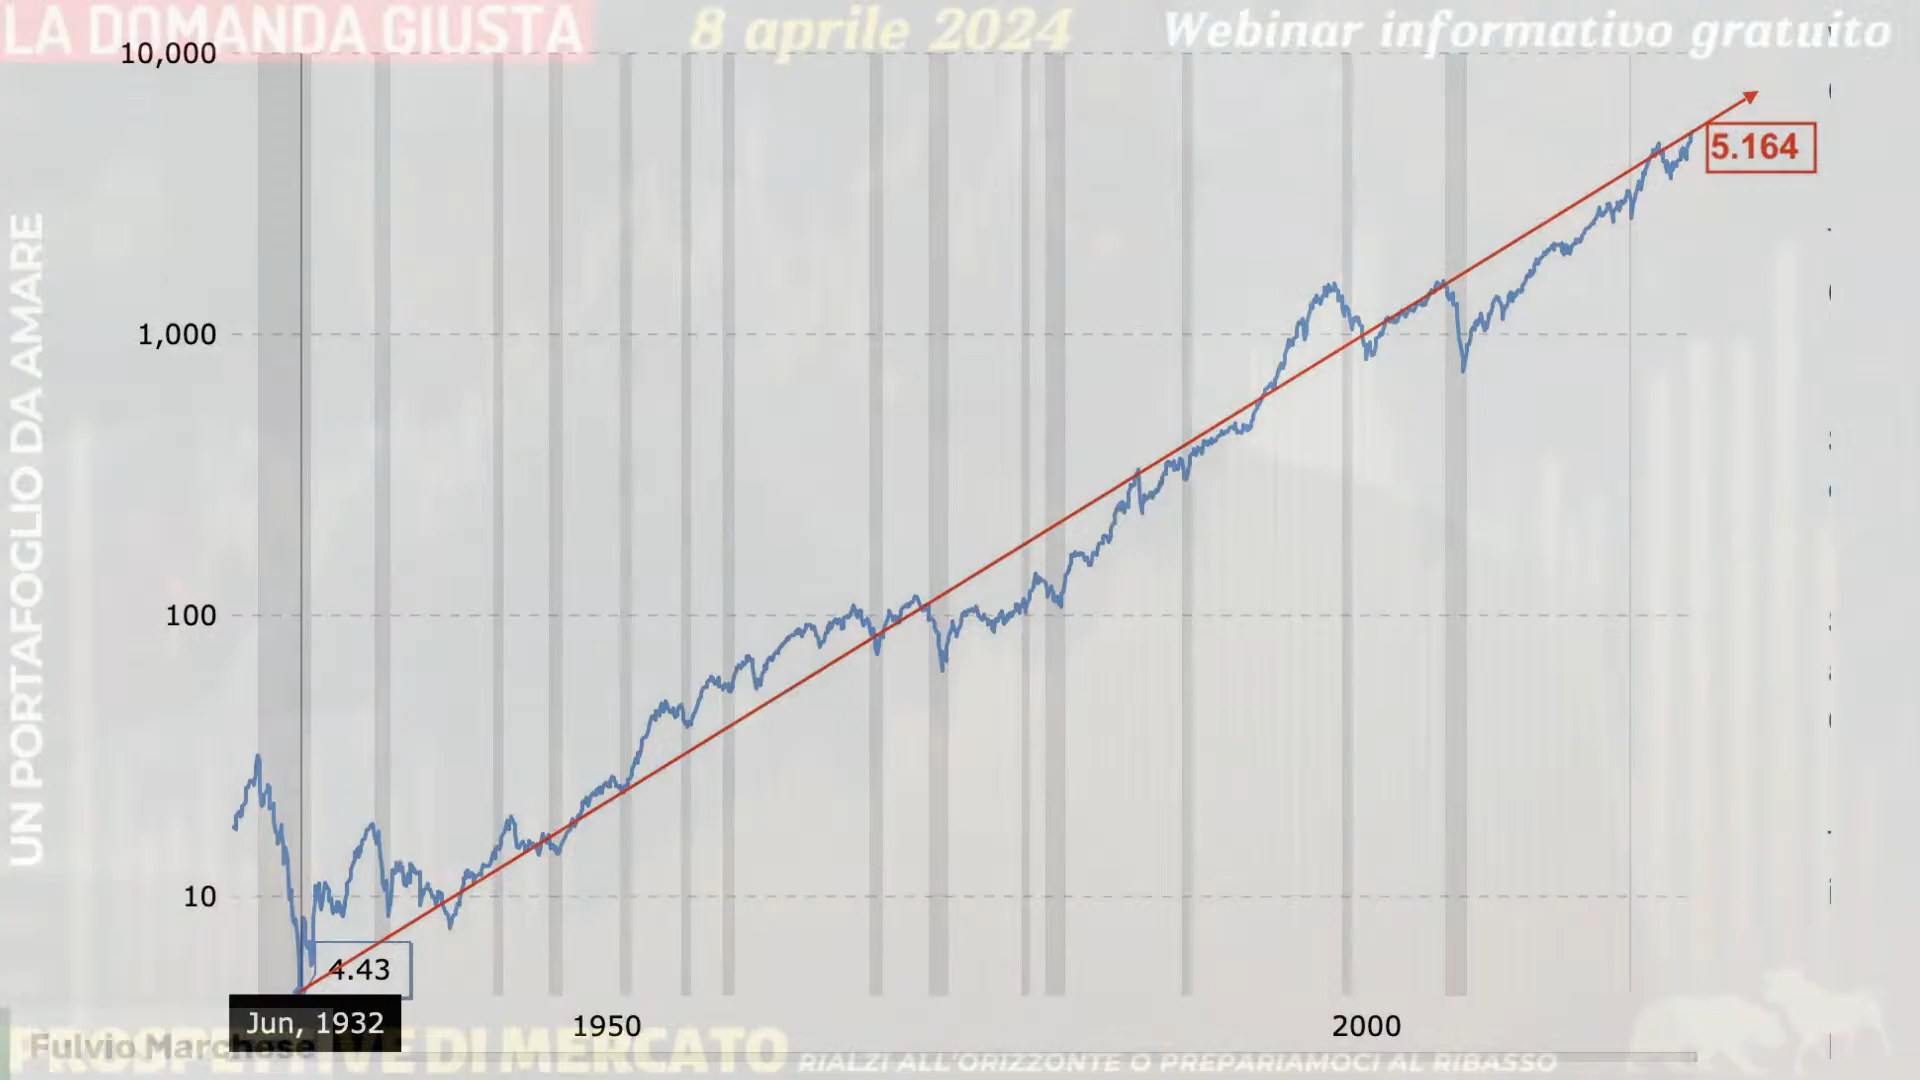 LA DOMANDA GIUSTA
8 aprile 2024
Webinar informativo gratuito
10,000
5.164
UN PORTAFOGLIO DA AMARE
1,000
100
10
4.43
Jun, 1932
1950
2000
Fulvio Marchese
PROSPETTIVE DI MERCATO
RIALZI ALL'ORIZZONTE O PREPARIAMOCI AL RIBASSO